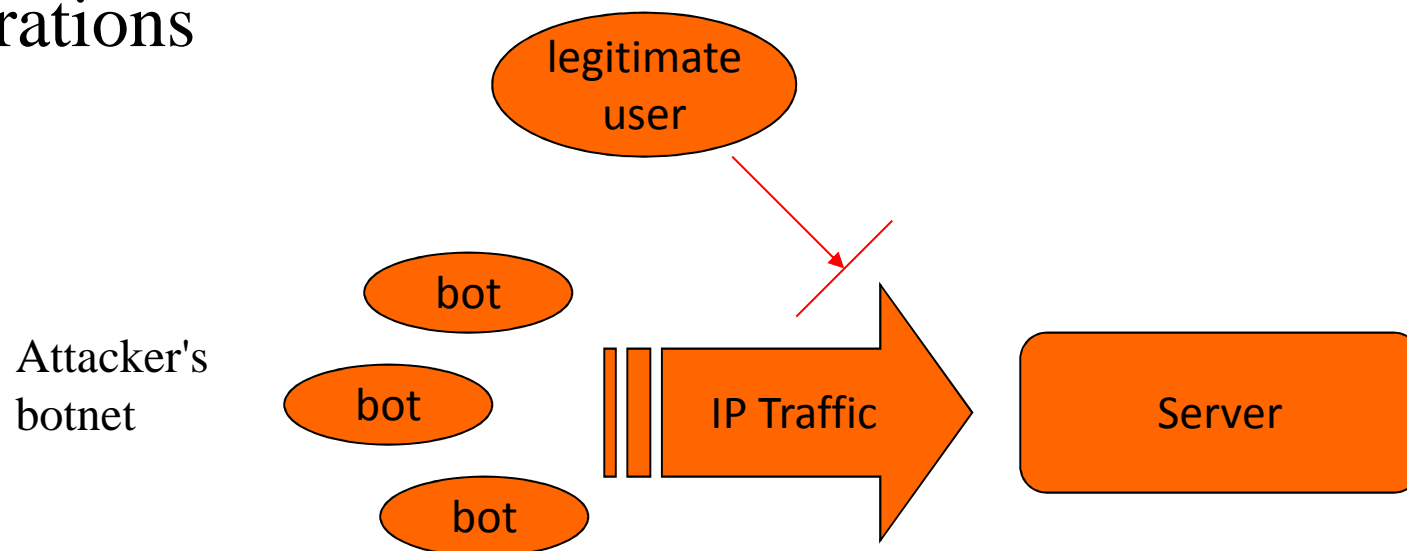 rations
legitimate
user
bot
Attacker's
botnet
bot
IP Traffic
Server
bot